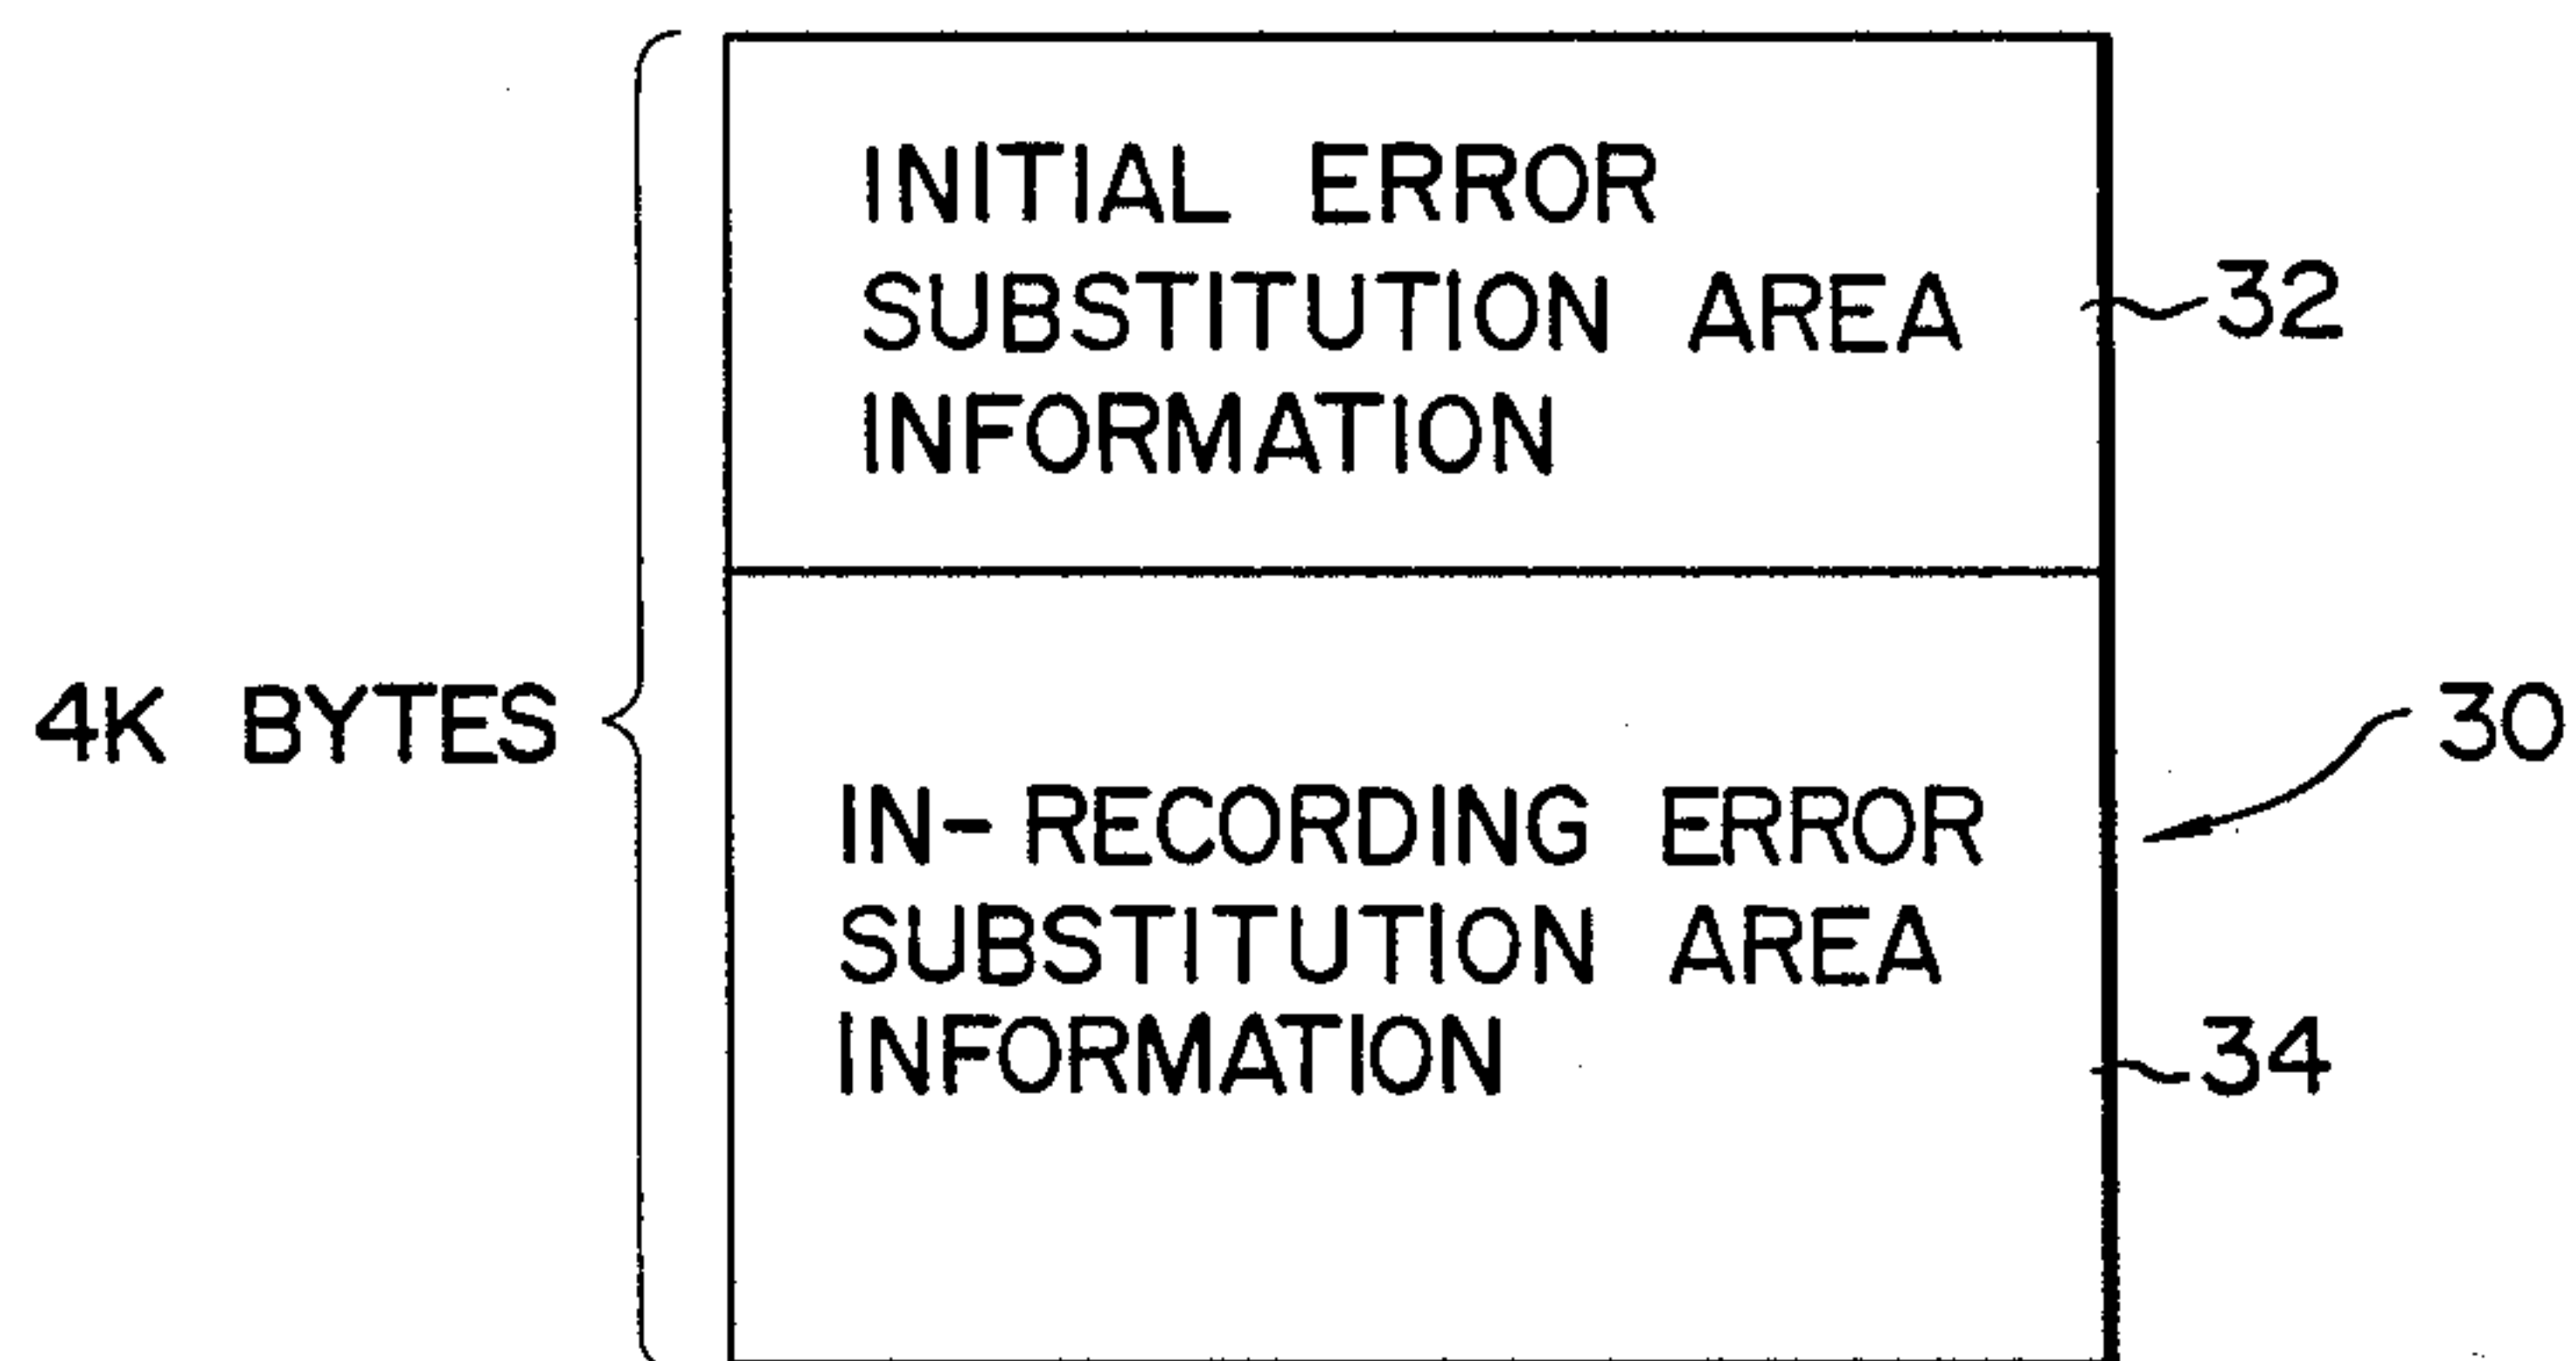 INITIAL ERROR
SUBSTITUTION AREA
INFORMATION
32
4K BYTES
30
IN-RECORDING ERROR
SUBSTITUTION AREA
INFORMATION
34